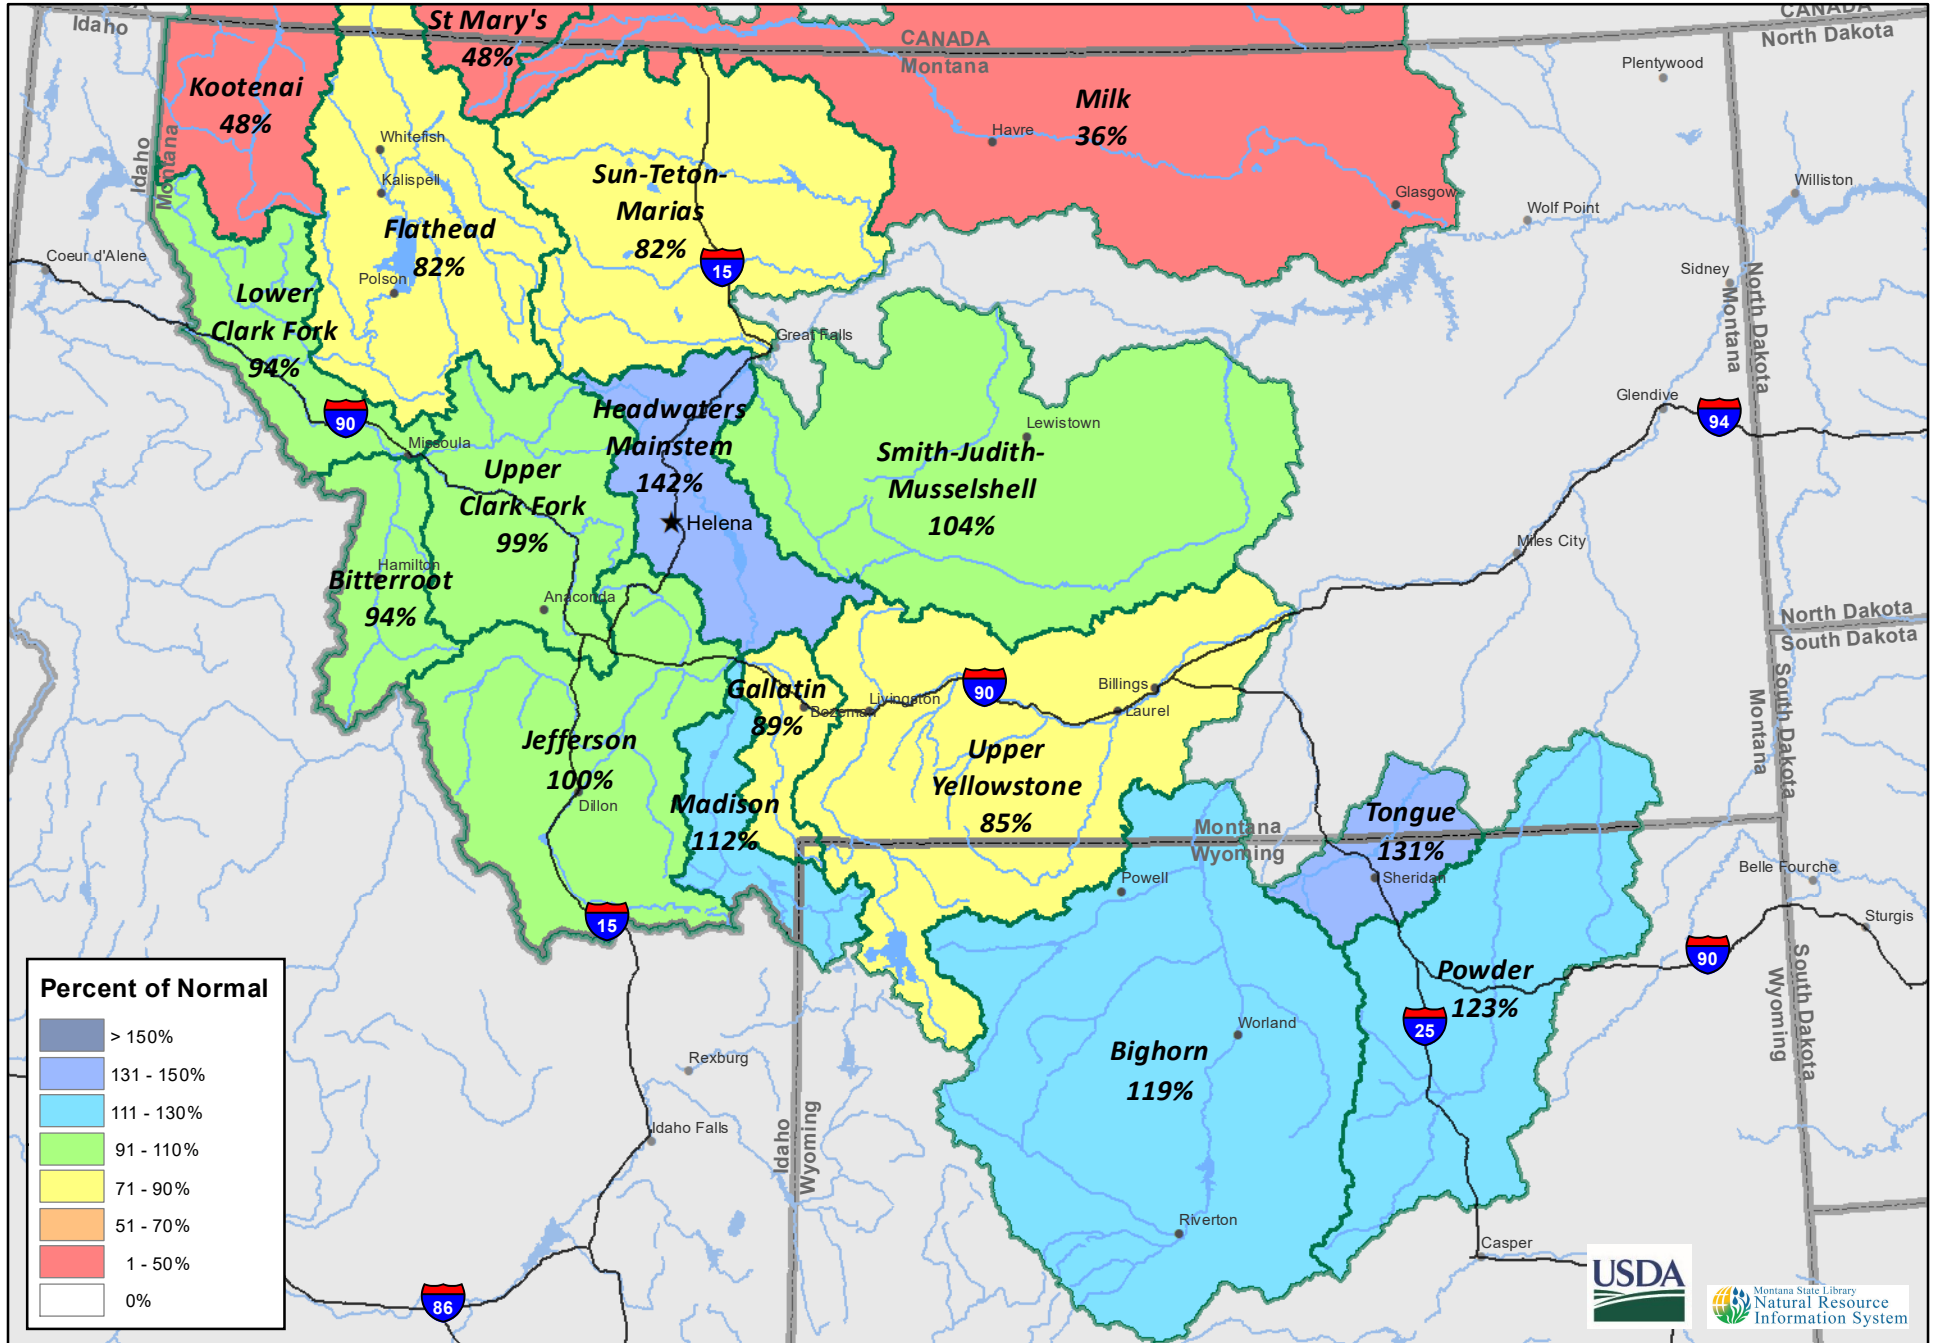 CANADA
Idaho
St Mary's
48%
CANADA
Montana
CANADA
North Dakota
Plentywood
Kootenai
48%
Milk
36%
Havre
Whitefish
Kalispell
Idaho
Montana
Sun-Teton-
Marias
82%
Glasgow
Wolf Point
Williston
Flathead
82%
Polson
15
Coeur d'Alene
Sidney
Montana
North Dakota
Lower
Clark Fork
94%
Great Falls
90
Missoula
Headwaters
Mainstem
142%
Helena
Lewistown
Smith-Judith-
Musselshell
104%
Glendive
94
Upper
Clark Fork
99%
Miles City
Hamilton
Bitterroot
94%
Anaconda
North Dakota
South Dakota
Gallatin
89%
Bozeman
Livingston
90
Billings
Laurel
Montana
South Dakota
Jefferson
100%
Dillon
Madison
112%
Upper
Yellowstone
85%
Montana
Wyoming
Tongue
131%
Sheridan
Powell
Belle Fourche
Sturgis
15
90
Powder
123%
25
Wyoming
South Dakota
Worland
Bighorn
119%
Rexburg
Idaho Falls
Idaho
Wyoming
Riverton
Casper
86
Percent of Normal
> 150%
131 - 150%
111 - 130%
91 - 110%
71 - 90%
51 - 70%
1 - 50%
0%
USDA
Montana State Library
Natural Resource
Information System